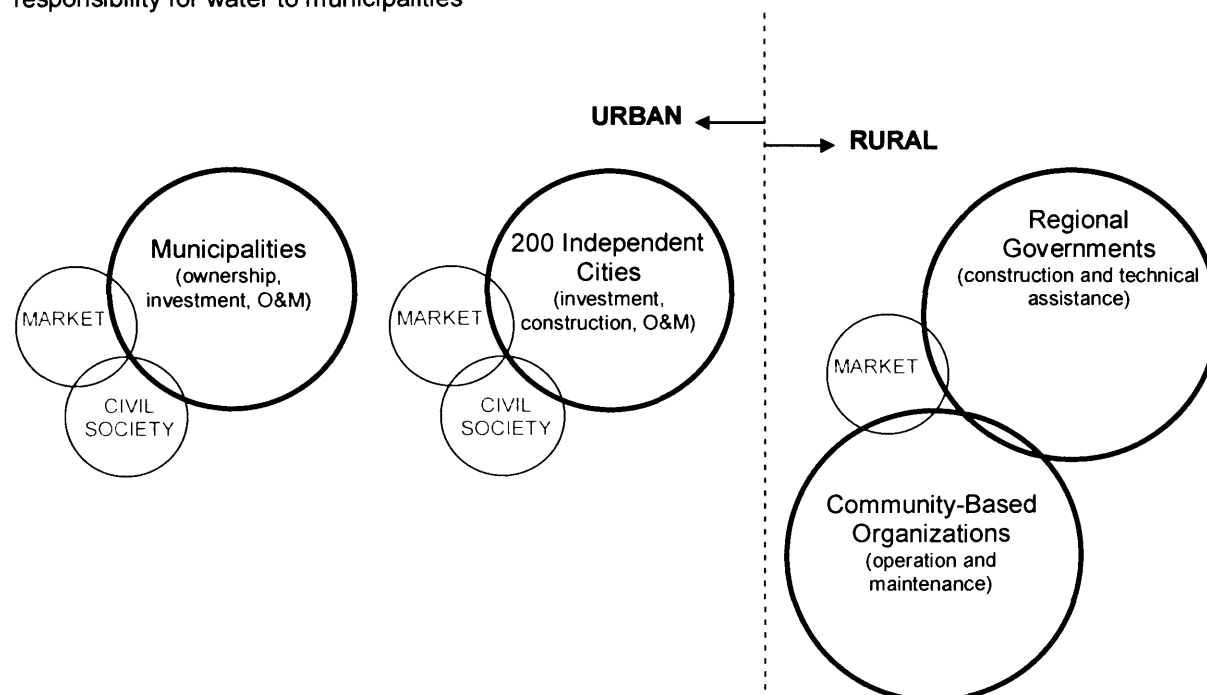 responsibility for water to municipalities
URBAN
RURAL
Municipalities
(ownership,
investment, O&M)
MARKET
CIVIL
SOCIETY
200 Independent
Cities
(investment,
construction, O&M)
MARKET
CIVIL
SOCIETY
Regional
Governments
(construction and technical
assistance)
MARKET
Community-Based
Organizations
(operation and
maintenance)